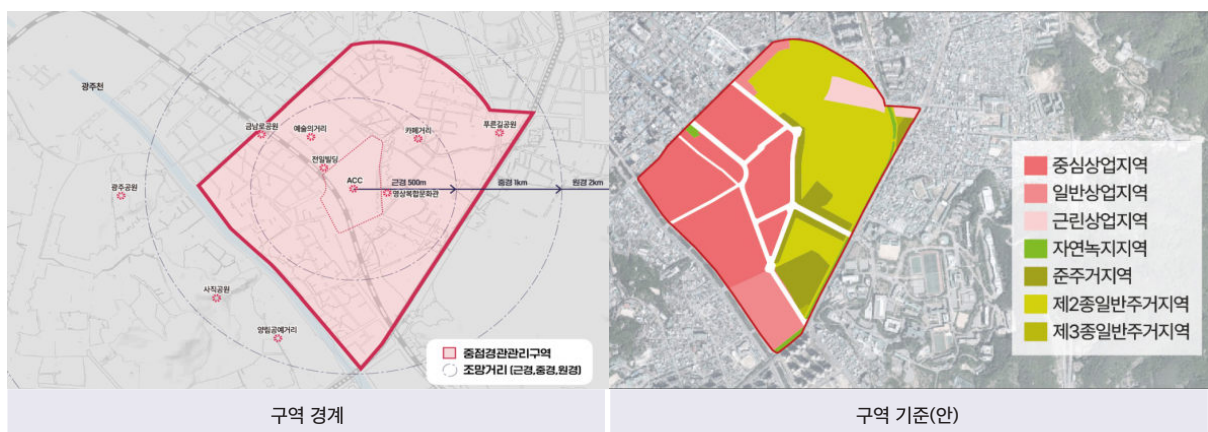 광주천
금남로공원
예술의거리
카페거리
푸른길공원
전일빌딩
광주공원
ACC
근경 500m
중경 1km
원경 2km
영상복합문화관
사직공원
양림공예거리
중점경관관리구역
조망거리 (근경,중경,원경)
구역 경계
중심상업지역
일반상업지역
근린상업지역
자연녹지지역
준주거지역
제2종일반주거지역
제3종일반주거지역
구역 기준(안)